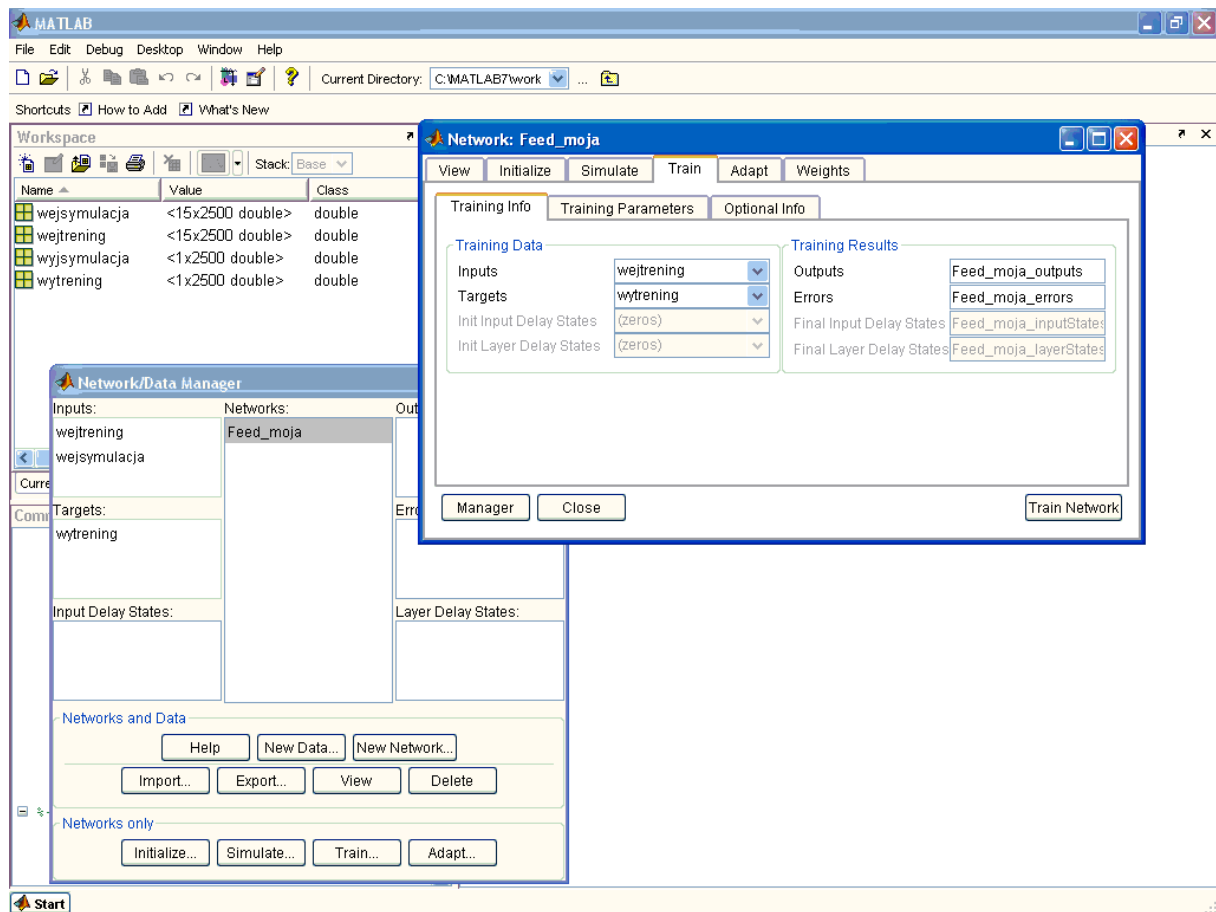 MATLAB
File Edit Debug Desktop Window Help
Current Directory: C:\MATLAB7\work ...
Shortcuts How to Add What's New
Workspace
Stack: Base
Name Value Class
wejsymulacja <15x2500 double> double
wejtrening <15x2500 double> double
wyjsymulacja <1x2500 double> double
wytrening <1x2500 double> double
Network: Feed_moja
View Initialize Simulate Train Adapt Weights
Training Info Training Parameters Optional Info
Training Data Training Results
Inputs wejtrening Outputs Feed_moja_outputs
Targets wytrening Errors Feed_moja_errors
Init Input Delay States (zeros) Final Input Delay States Feed_moja_inputStates
Init Layer Delay States (zeros) Final Layer Delay States Feed_moja_layerStates
Manager Close Train Network
Network/Data Manager
Inputs: Networks: Out
wejtrening Feed_moja
wejsymulacja
Curre
Comm
Targets: Erro
wytrening
Input Delay States: Layer Delay States:
Networks and Data
Help New Data... New Network...
Import... Export... View Delete
Networks only
Initialize... Simulate... Train... Adapt...
%-
Start